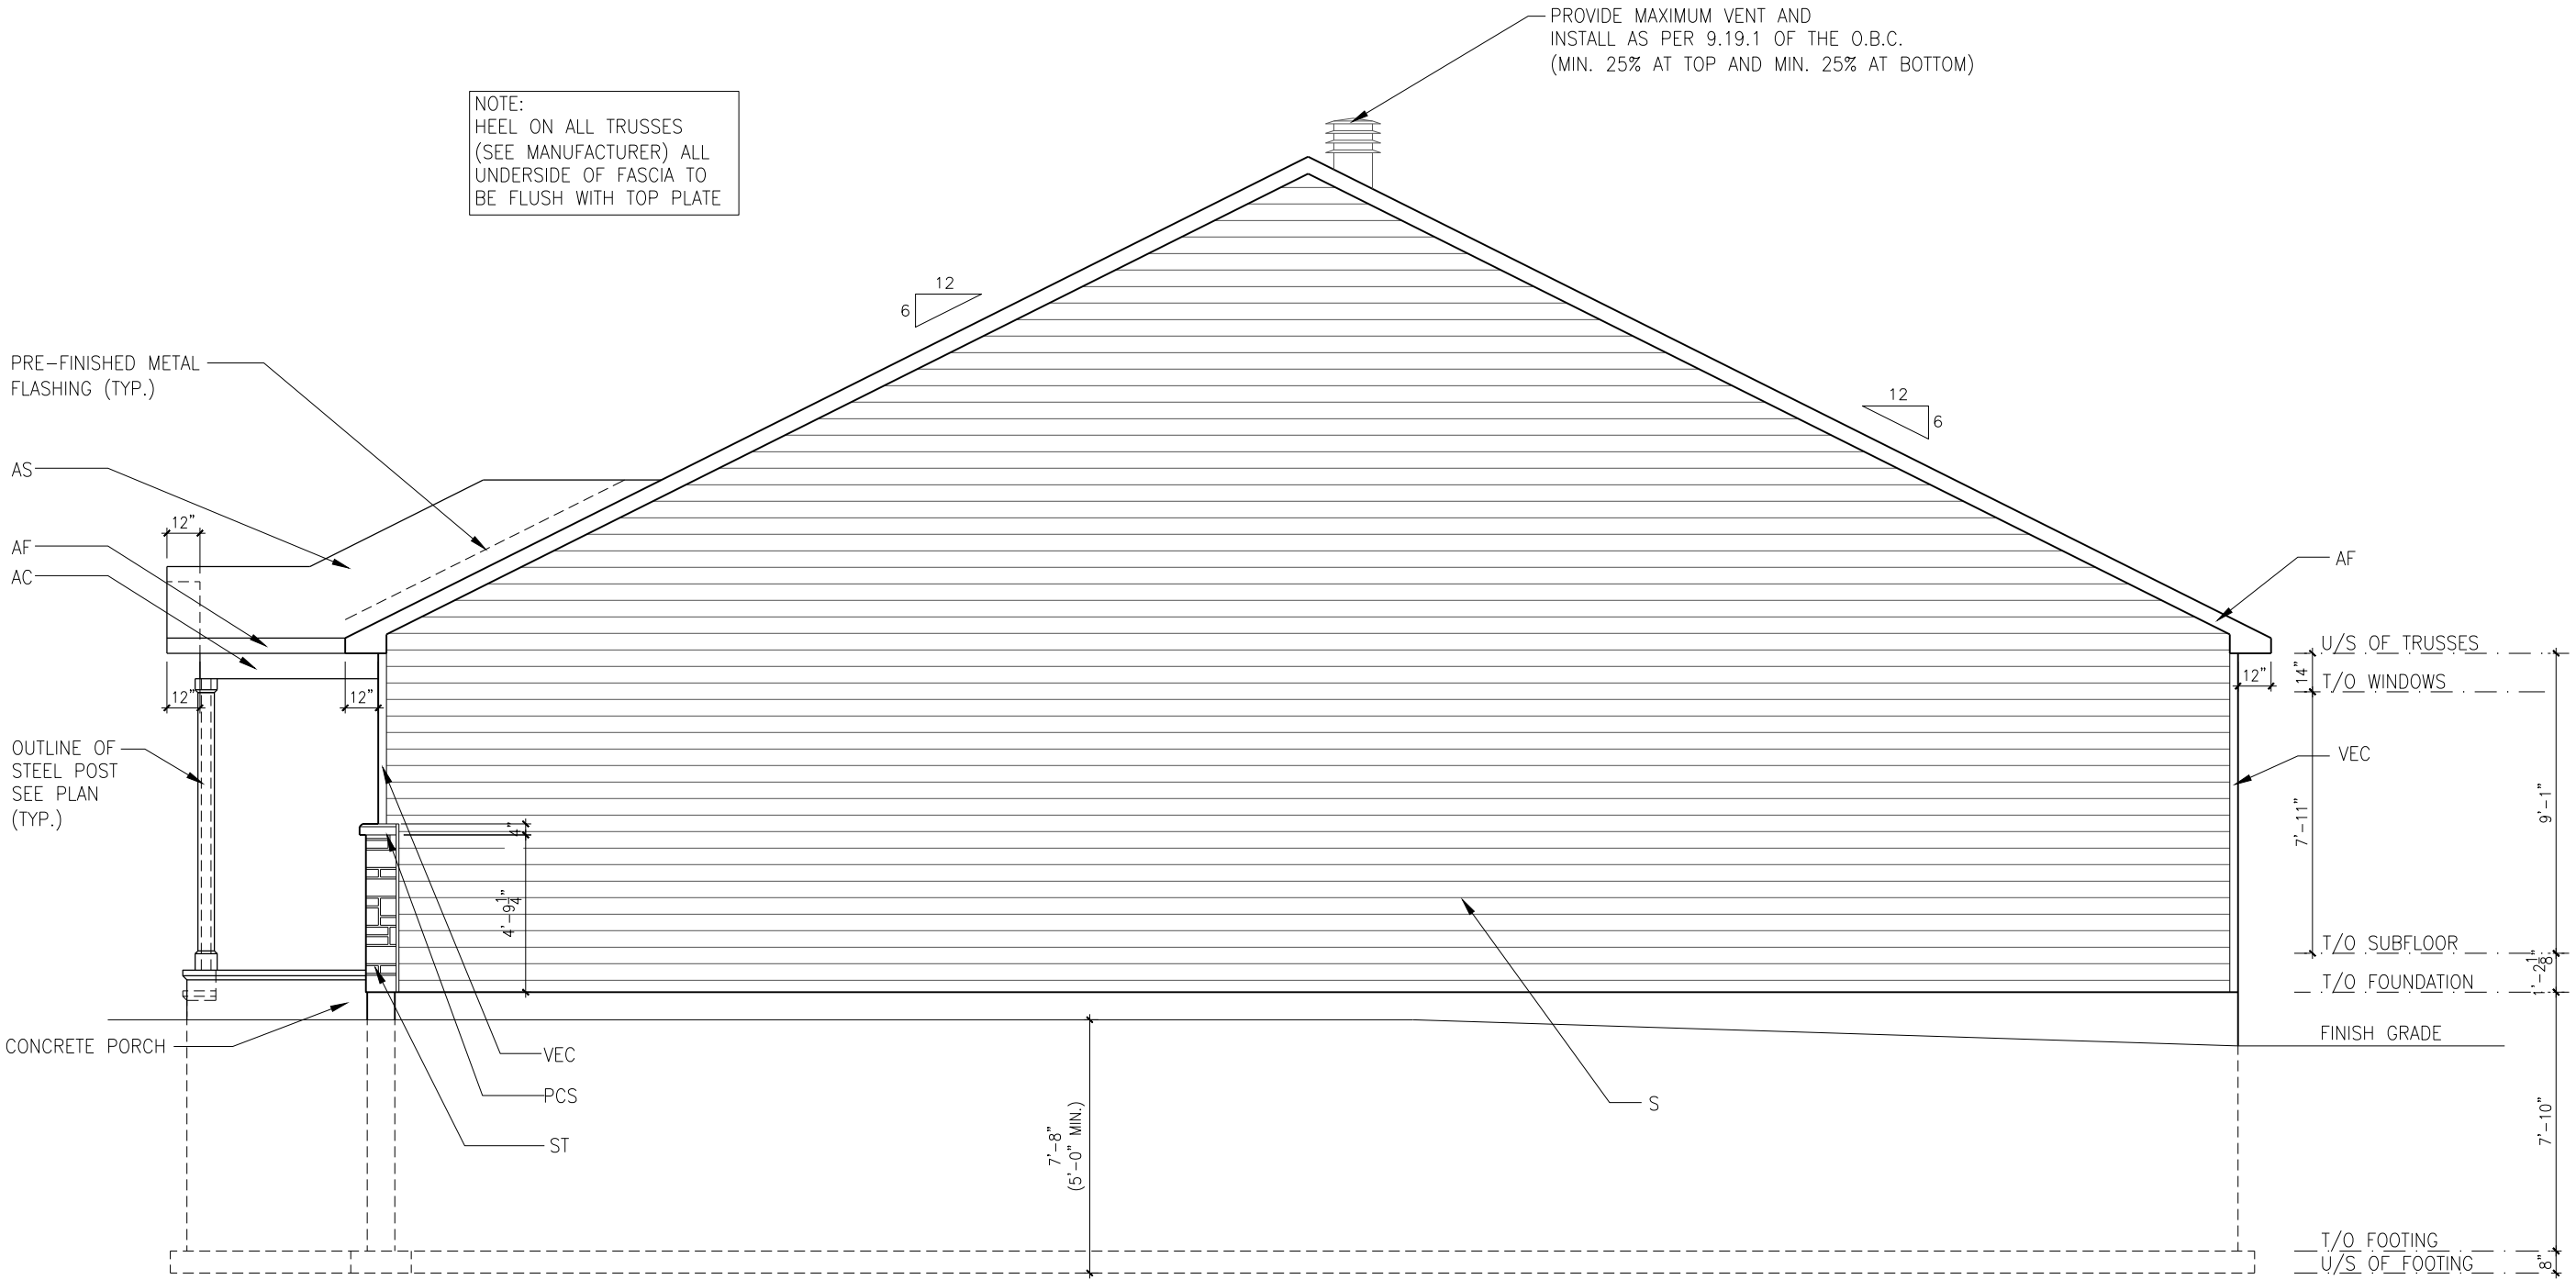 PROVIDE MAXIMUM VENT AND
INSTALL AS PER 9.19.1 OF THE O.B.C.
(MIN. 25% AT TOP AND MIN. 25% AT BOTTOM)
NOTE:
HEEL ON ALL TRUSSES
(SEE MANUFACTURER) ALL
UNDERSIDE OF FASCIA TO
BE FLUSH WITH TOP PLATE
12
6
12
6
PRE-FINISHED METAL
FLASHING (TYP.)
AS
12"
AF
AC
12"
12"
OUTLINE OF
STEEL POST
SEE PLAN
(TYP.)
4"
4'-9¼"
CONCRETE PORCH
VEC
PCS
ST
7'-8"
(5'-0" MIN.)
S
AF
12"
VEC
U/S OF TRUSSES
14"
T/O WINDOWS
7'-11"
9'-1"
T/O SUBFLOOR
1'-2⅛"
T/O FOUNDATION
FINISH GRADE
7'-10"
T/O FOOTING
U/S OF FOOTING
8"